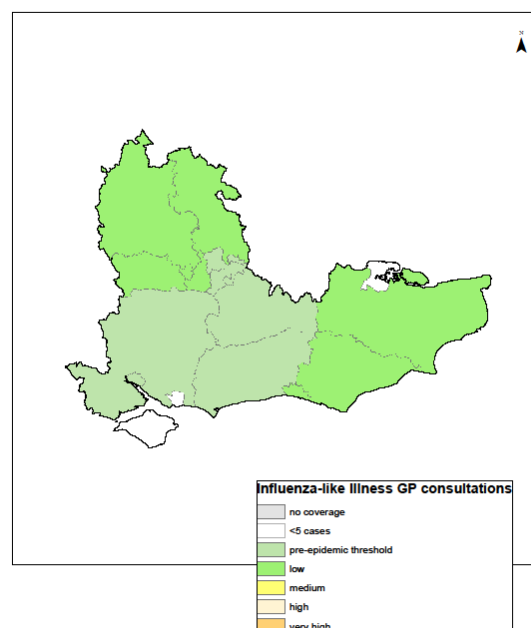 N
Influenza-like Illness GP consultations
no coverage
<5 cases
pre-epidemic threshold
low
medium
high
very high